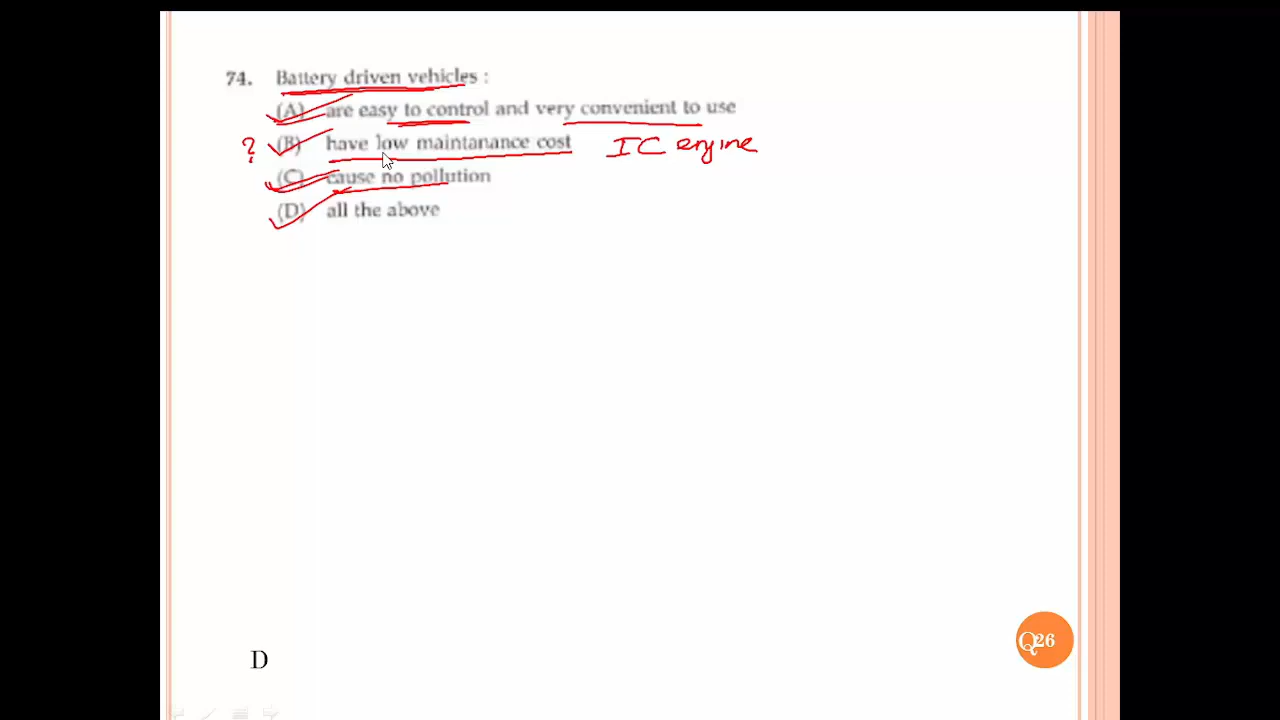 74. Battery driven vehicles :
(A) are easy to control and very convenient to use
? (B) have low maintanance cost IC engine
(C) cause no pollution
(D) all the above
Q26
D